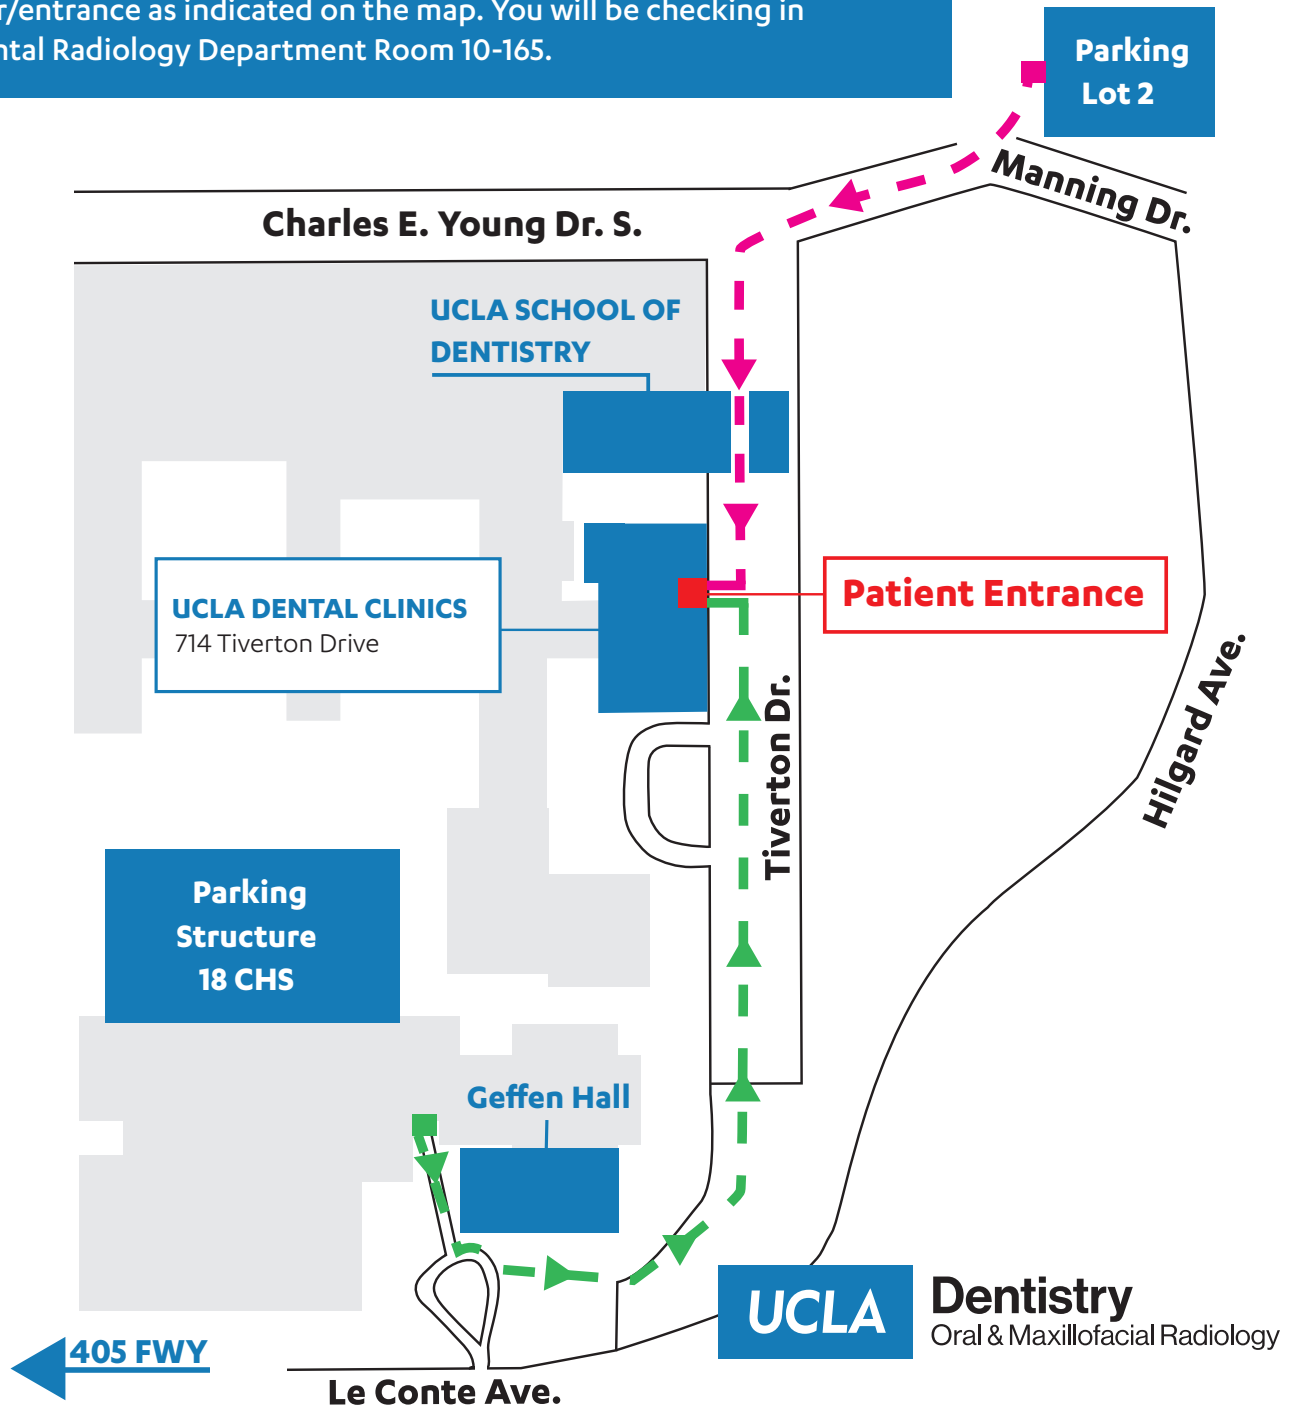 r/entrance as indicated on the map. You will be checking in
ntal Radiology Department Room 10-165.
Parking
Lot 2
Manning Dr.
Charles E. Young Dr. S.
UCLA SCHOOL OF
DENTISTRY
Patient Entrance
UCLA DENTAL CLINICS
714 Tiverton Drive
Tiverton Dr.
Hilgard Ave.
Parking
Structure
18 CHS
Geffen Hall
UCLA
Dentistry
Oral & Maxillofacial Radiology
405 FWY
Le Conte Ave.